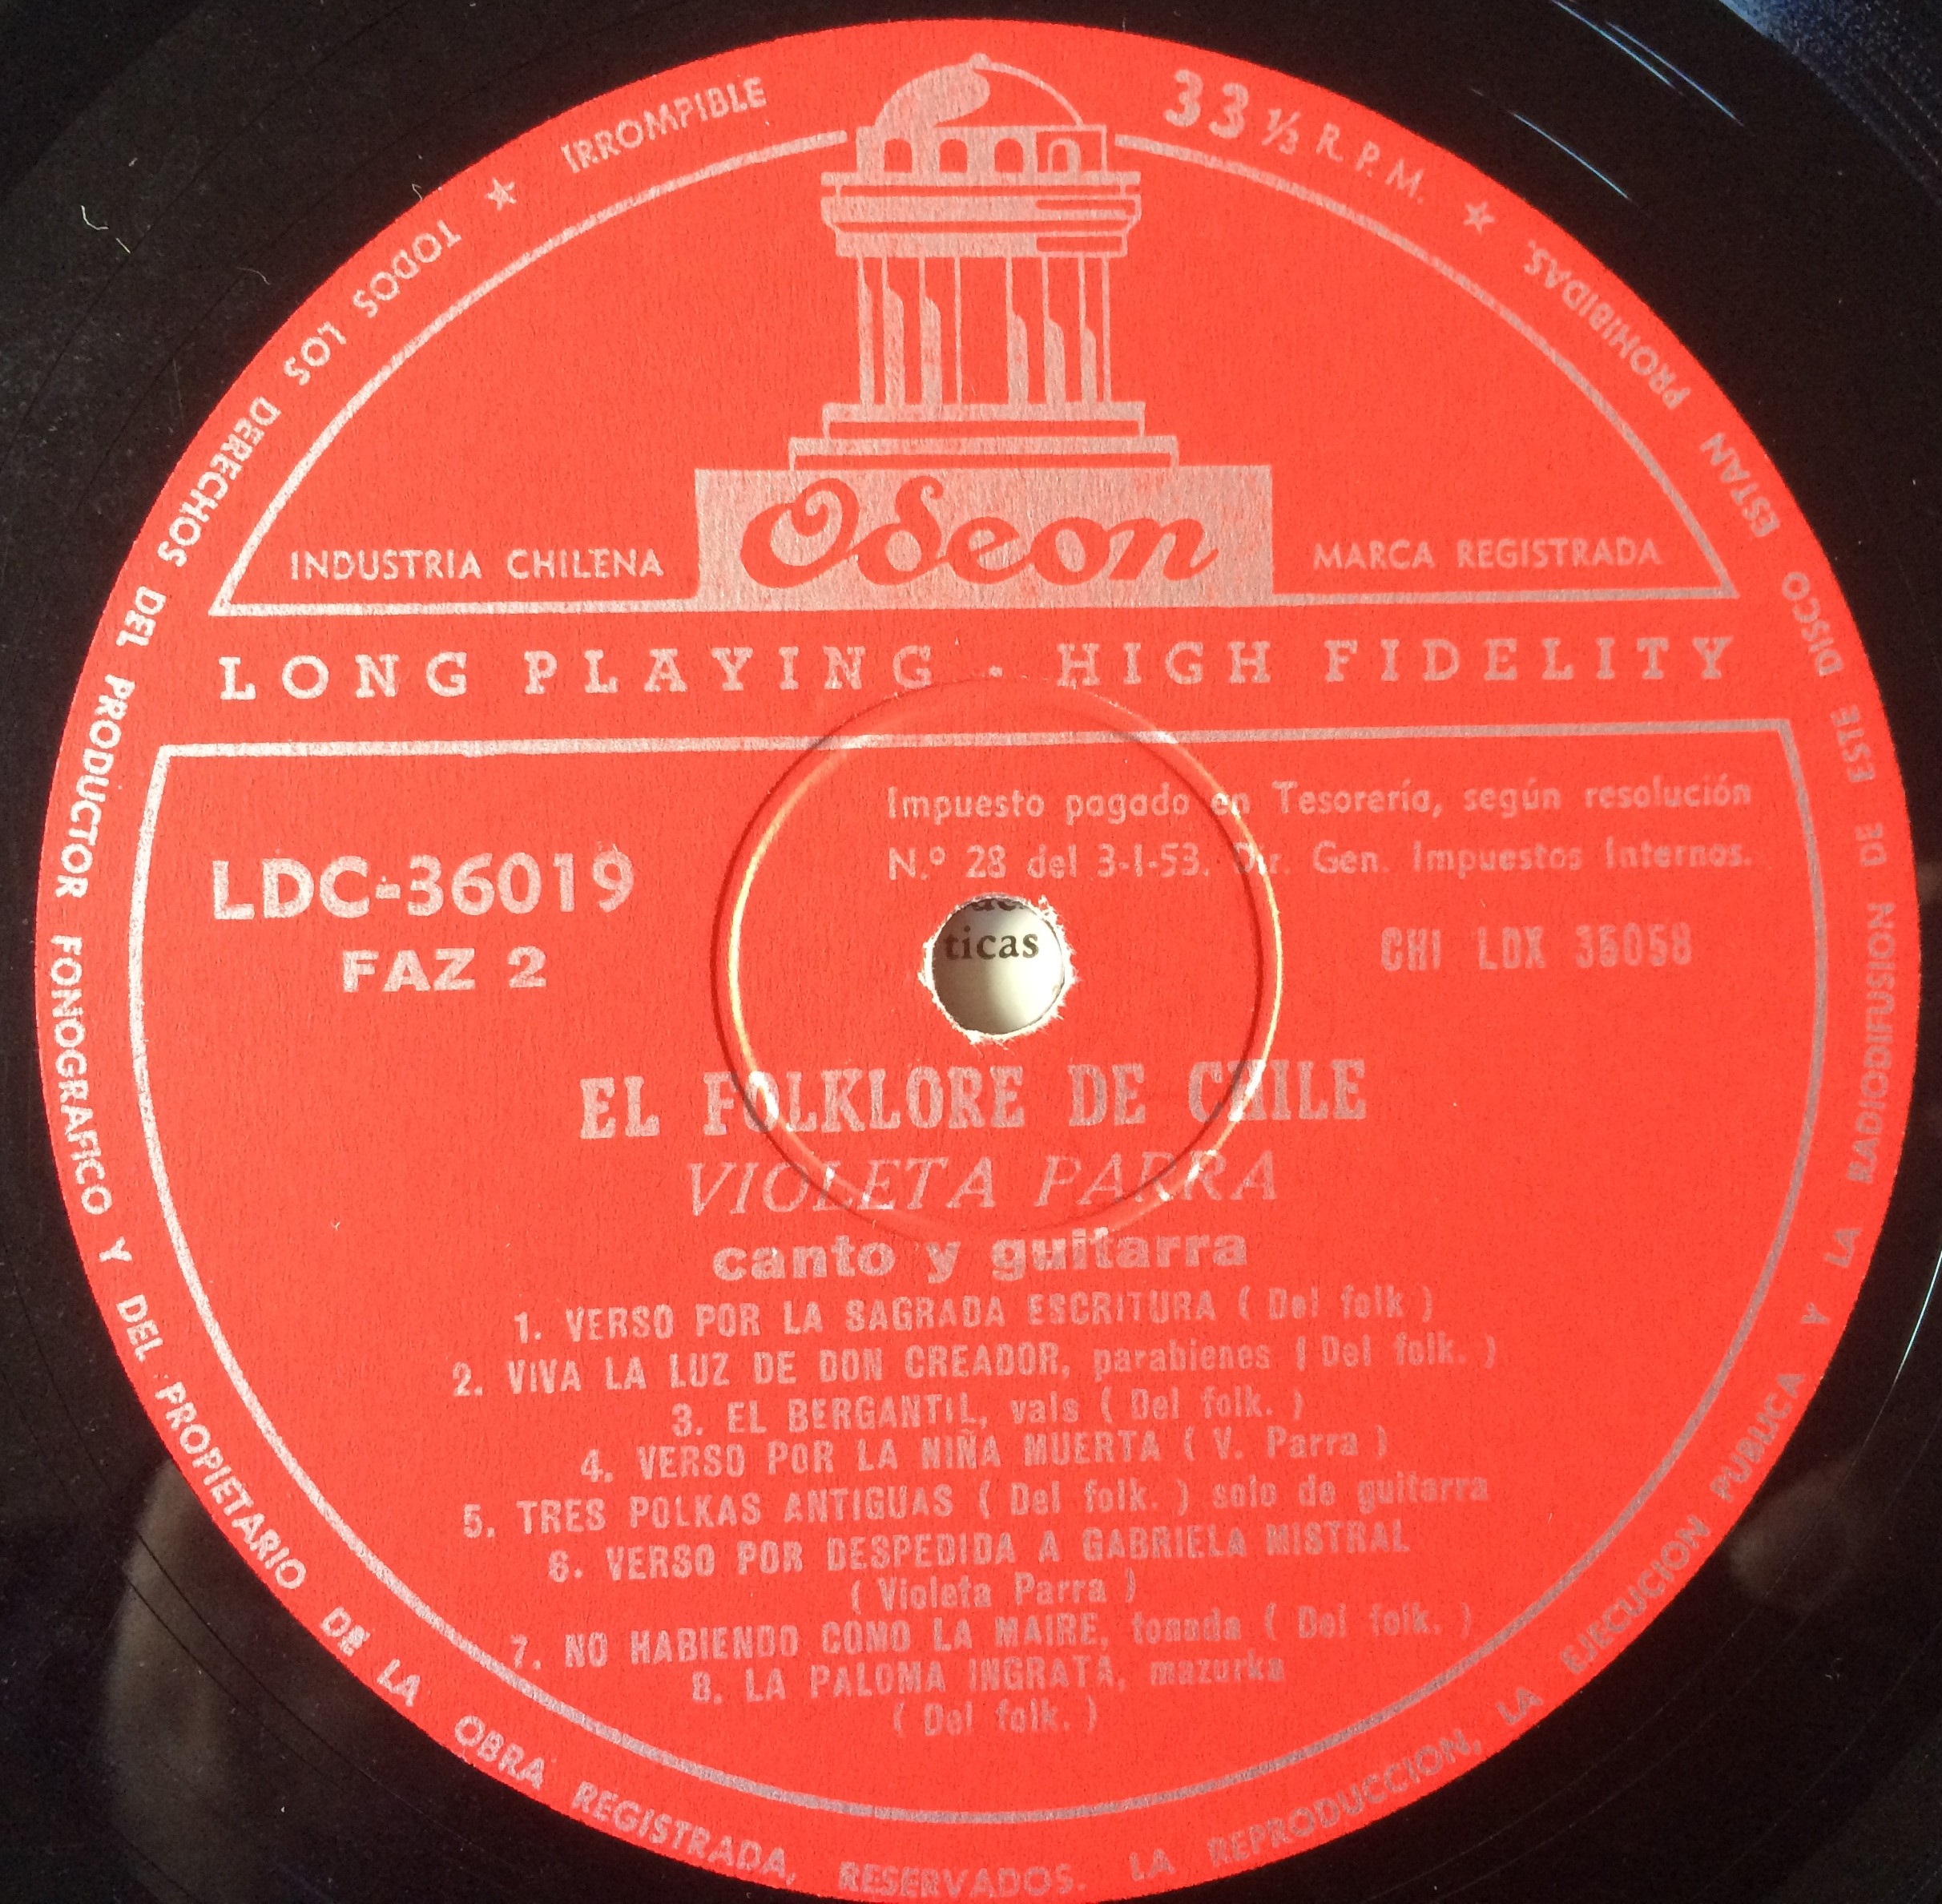 IRROMPIBLE
33 ⅓ R. P. M.
Odeon
INDUSTRIA CHILENA
MARCA REGISTRADA
LONG PLAYING · HIGH FIDELITY
Impuesto pagado en Tesorería, según resolución
N.º 28 del 3-I-53. Dir. Gen. Impuestos Internos.
LDC-36019
FAZ 2
ticas
CHI LDX 35058
EL FOLKLORE DE CHILE
VIOLETA PARRA
canto y guitarra
1. VERSO POR LA SAGRADA ESCRITURA ( Del folk )
2. VIVA LA LUZ DE DON CREADOR, parabienes ( Del folk. )
3. EL BERGANTIL, vals ( Del folk. )
4. VERSO POR LA NIÑA MUERTA ( V. Parra )
5. TRES POLKAS ANTIGUAS ( Del folk. ) solo de guitarra
6. VERSO POR DESPEDIDA A GABRIELA MISTRAL
( Violeta Parra )
7. NO HABIENDO COMO LA MAIRE, tonada ( Del folk. )
8. LA PALOMA INGRATA, mazurka
( Del folk. )
★ TODOS LOS DERECHOS DEL PRODUCTOR FONOGRAFICO Y DEL PROPIETARIO DE LA OBRA REGISTRADA, RESERVADOS. LA REPRODUCCION, LA EJECUCION PUBLICA Y LA RADIODIFUSION DE ESTE DISCO ESTAN PROHIBIDAS. ★